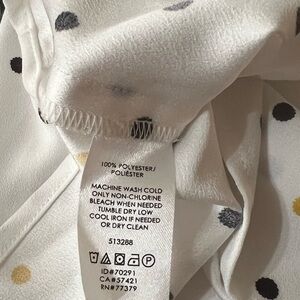 100% POLYESTER/
POLIÉSTER
MACHINE WASH COLD
ONLY NON-CHLORINE
BLEACH WHEN NEEDED
TUMBLE DRY LOW
COOL IRON IF NEEDED
OR DRY CLEAN
513288
ID#70291
CA#57421
RN#77379